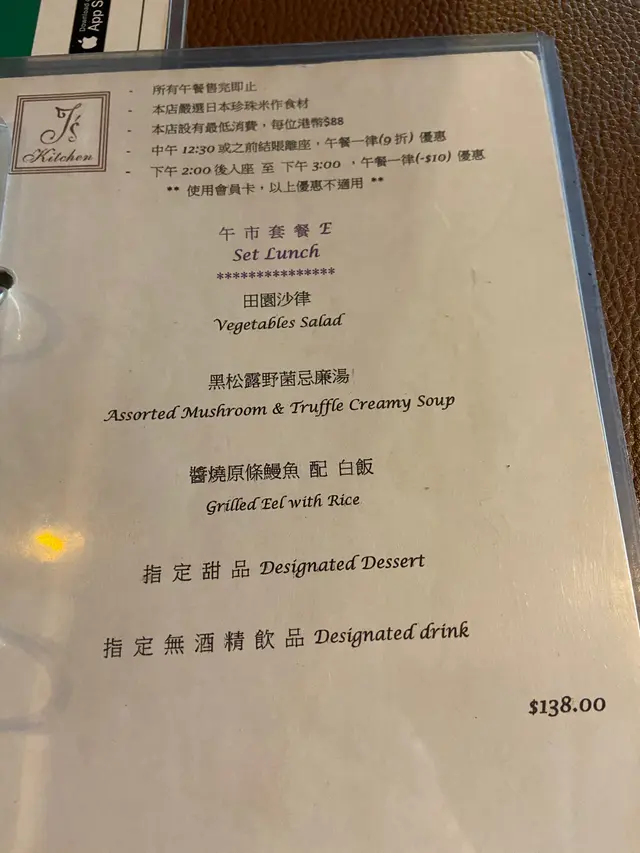 Download
App S
J's
Kitchen
- 所有午餐售完即止
- 本店嚴選日本珍珠米作食材
- 本店設有最低消費，每位港幣$88
- 中午 12:30 或之前結賬離座，午餐一律(9 折) 優惠
- 下午 2:00 後入座 至 下午 3:00 ，午餐一律(-$10) 優惠
** 使用會員卡，以上優惠不適用 **
午 市 套 餐 E
Set Lunch
***************
田園沙律
Vegetables Salad
黑松露野菌忌廉湯
Assorted Mushroom & Truffle Creamy Soup
醬燒原條鰻魚 配 白飯
Grilled Eel with Rice
指 定 甜 品 Designated Dessert
指 定 無 酒 精 飲 品 Designated drink
$138.00